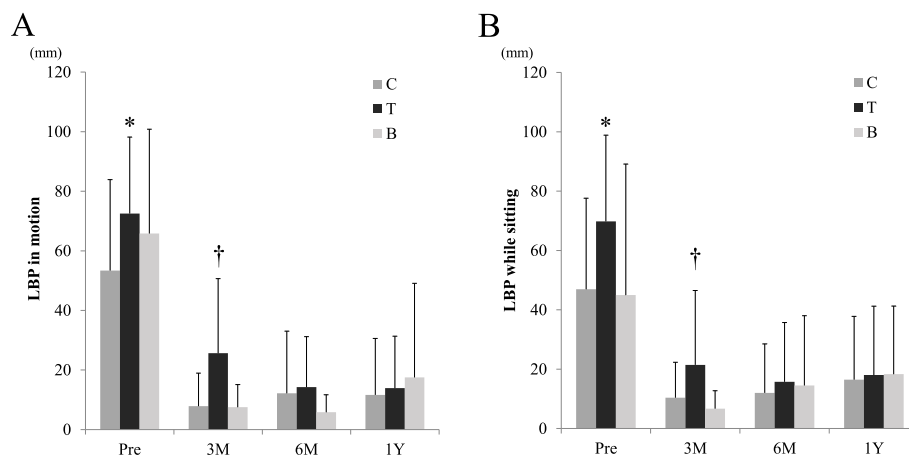 A
(mm)
120
100
80
60
40
20
0
LBP in motion
C
T
B
*
†
Pre 3M 6M 1Y
B
(mm)
120
100
80
60
40
20
0
LBP while sitting
C
T
B
*
†
Pre 3M 6M 1Y